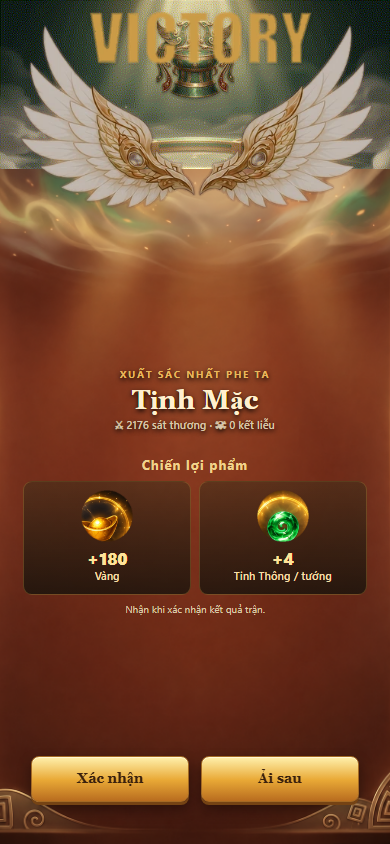 VICTORY
XUẤT SẮC NHẤT PHE TA
Tịnh Mặc
2176 sát thương · 0 kết liễu
Chiến lợi phẩm
+180
Vàng
+4
Tinh Thông / tướng
Nhận khi xác nhận kết quả trận.
Xác nhận
Ải sau